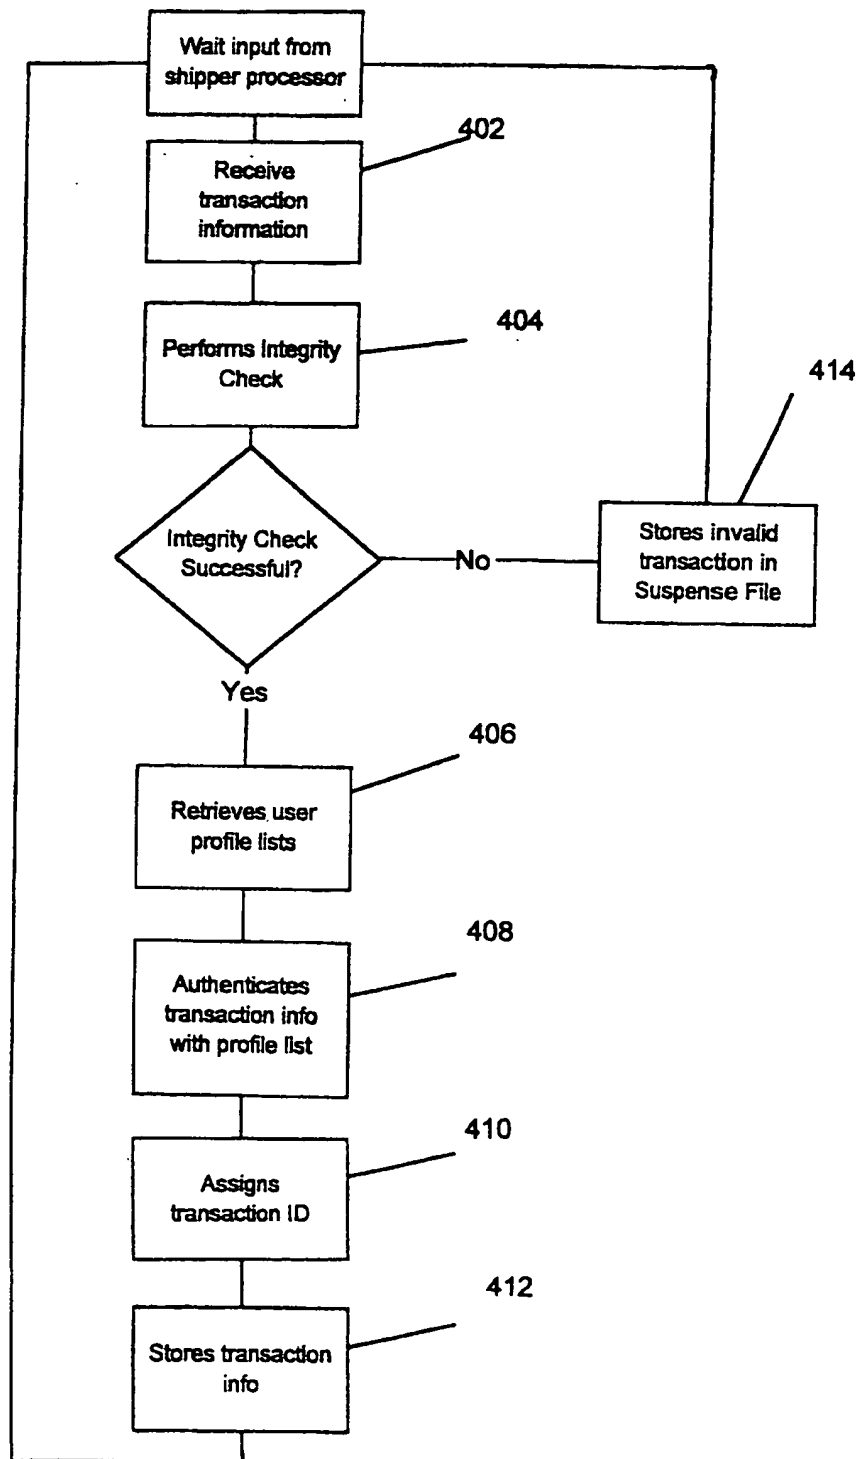 Wait input from
shipper processor
402
Receive
transaction
information
404
Performs Integrity
Check
414
Integrity Check
Successful?
No
Stores invalid
transaction in
Suspense File
Yes
406
Retrieves user
profile lists
408
Authenticates
transaction info
with profile list
410
Assigns
transaction ID
412
Stores transaction
info